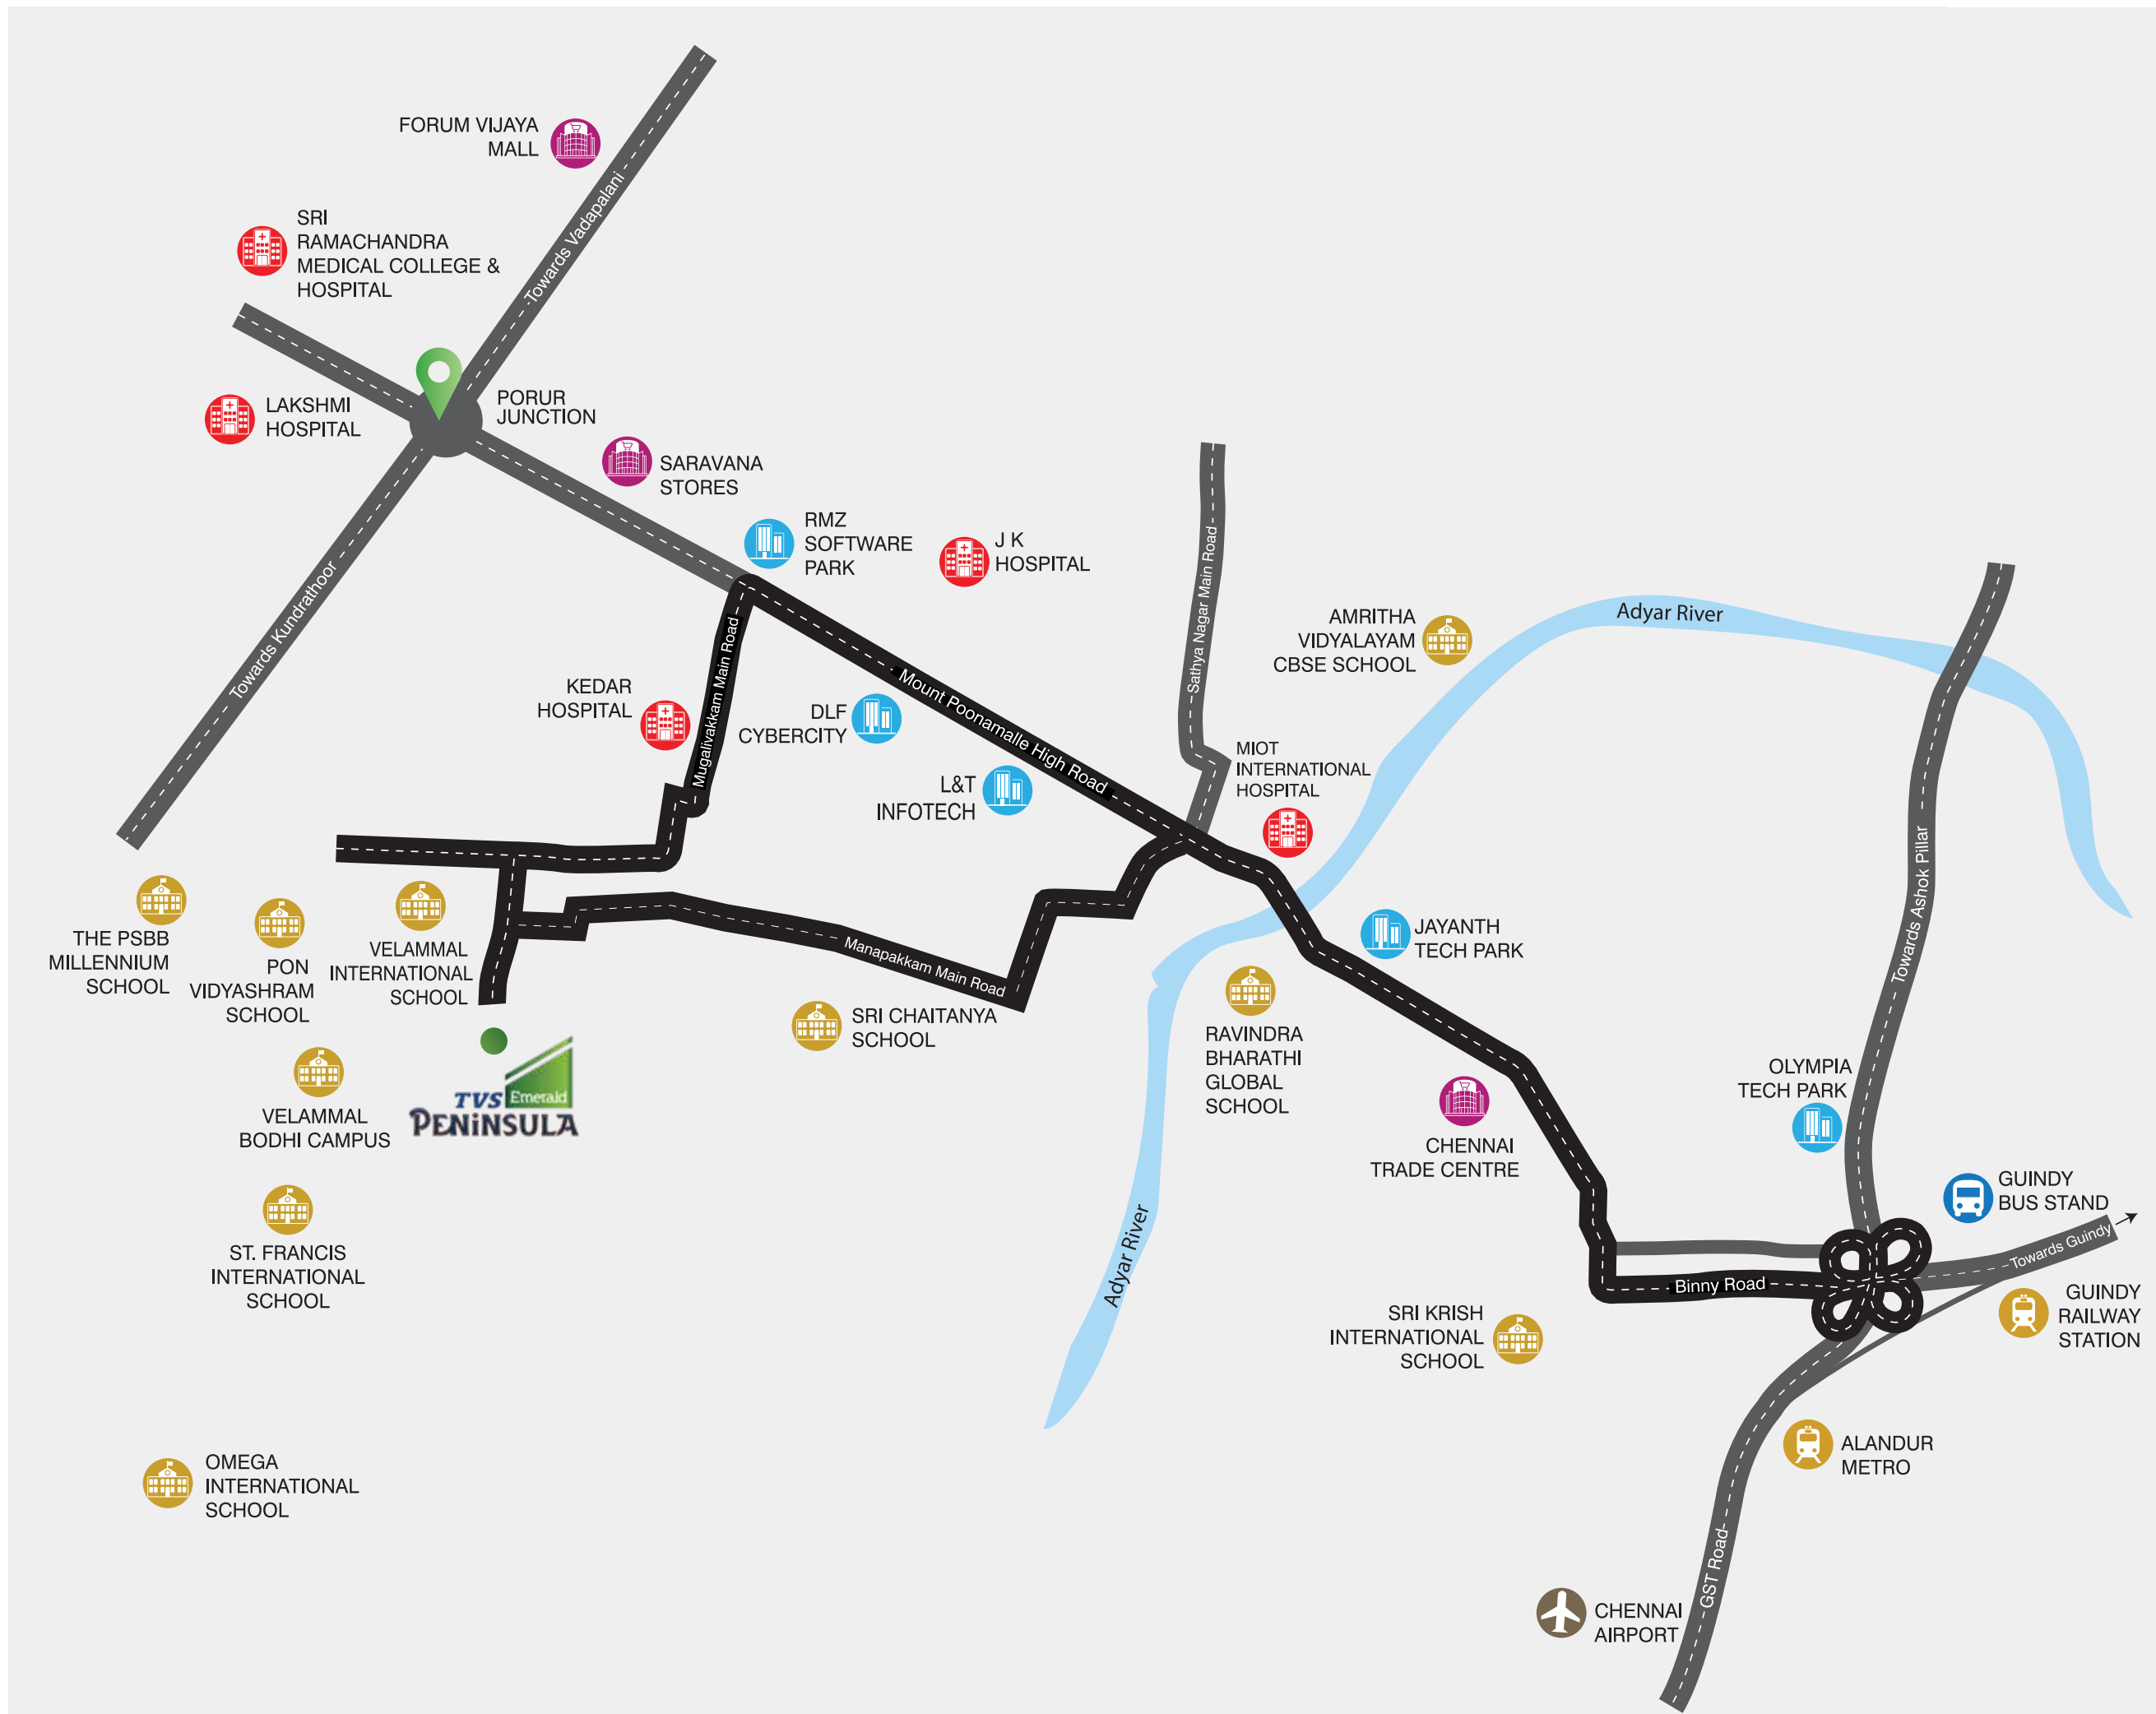 FORUM VIJAYA
MALL
Towards Vadapalani
SRI
RAMACHANDRA
MEDICAL COLLEGE &
HOSPITAL
LAKSHMI
HOSPITAL
PORUR
JUNCTION
SARAVANA
STORES
RMZ
SOFTWARE
PARK
J K
HOSPITAL
Sathya Nagar Main Road
Towards Kundrathoor
AMRITHA
VIDYALAYAM
CBSE SCHOOL
Adyar River
KEDAR
HOSPITAL
Mugalivakkam Main Road
DLF
CYBERCITY
Mount Poonamalle High Road
L&T
INFOTECH
MIOT
INTERNATIONAL
HOSPITAL
Towards Ashok Pillar
THE PSBB
MILLENNIUM
SCHOOL
PON
VIDYASHRAM
SCHOOL
VELAMMAL
INTERNATIONAL
SCHOOL
Manapakkam Main Road
JAYANTH
TECH PARK
SRI CHAITANYA
SCHOOL
RAVINDRA
BHARATHI
GLOBAL
SCHOOL
TVS Emerald
PENiNSULA
VELAMMAL
BODHI CAMPUS
OLYMPIA
TECH PARK
CHENNAI
TRADE CENTRE
GUINDY
BUS STAND
Towards Guindy
Adyar River
ST. FRANCIS
INTERNATIONAL
SCHOOL
Binny Road
SRI KRISH
INTERNATIONAL
SCHOOL
GUINDY
RAILWAY
STATION
ALANDUR
METRO
OMEGA
INTERNATIONAL
SCHOOL
GST Road
CHENNAI
AIRPORT